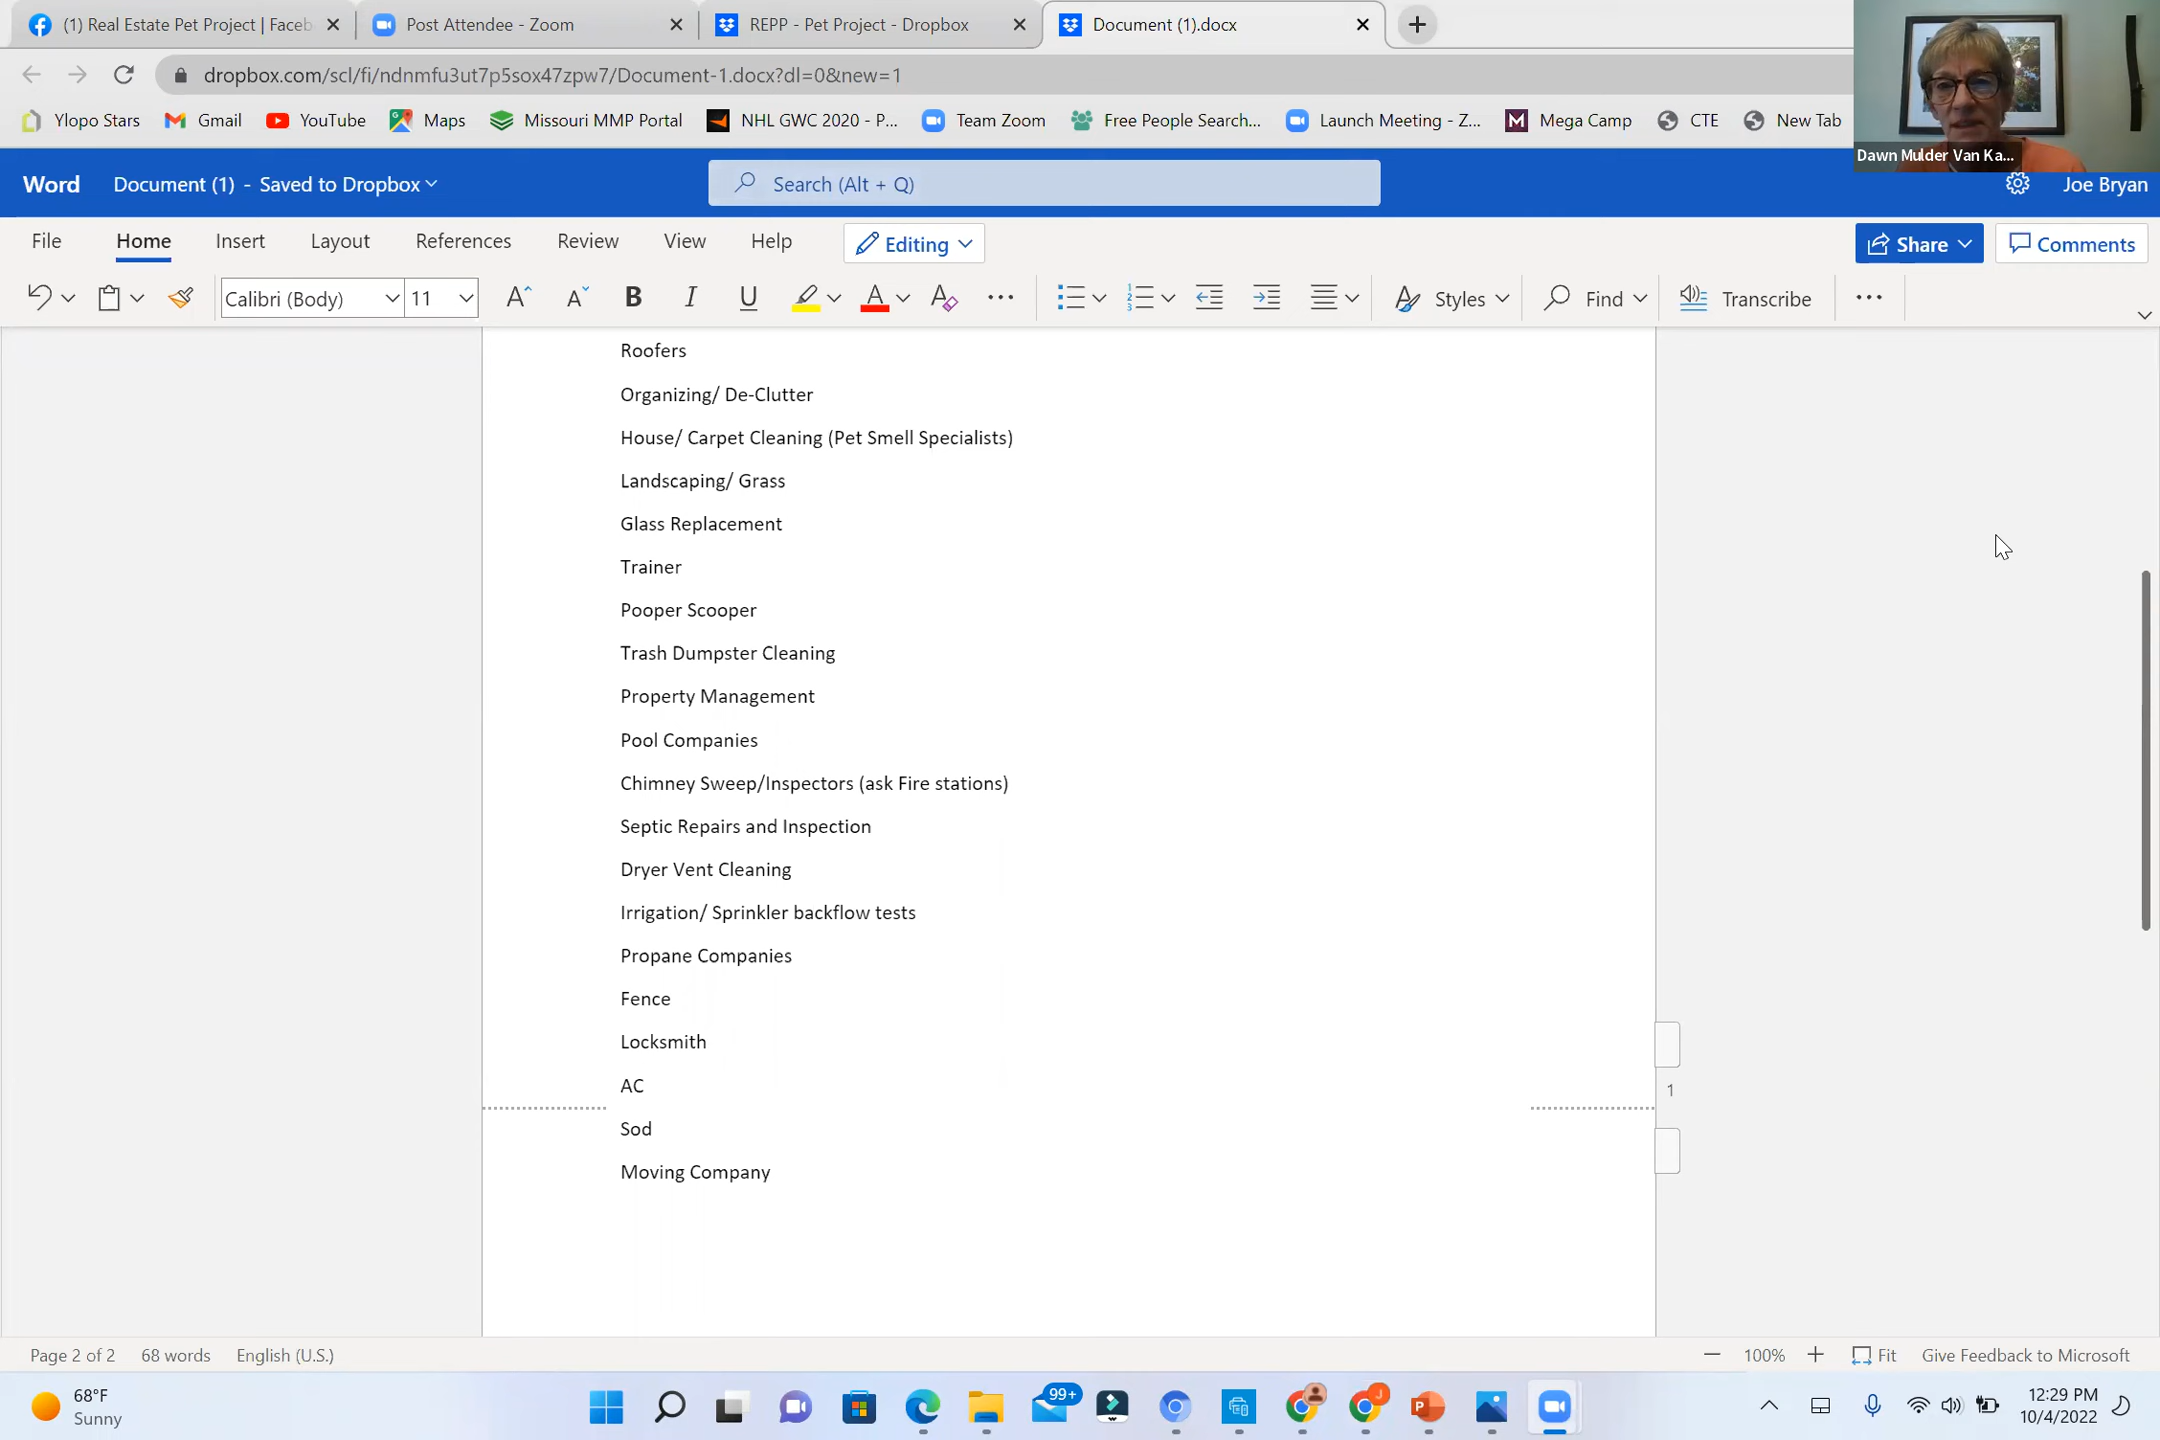 (1) Real Estate Pet Project | Faceb
Post Attendee - Zoom
REPP - Pet Project - Dropbox
Document (1).docx
dropbox.com/scl/fi/ndnmfu3ut7p5sox47zpw7/Document-1.docx?dl=0&new=1
Ylopo Stars
Gmail
YouTube
Maps
Missouri MMP Portal
NHL GWC 2020 - P...
Team Zoom
Free People Search...
Launch Meeting - Z...
Mega Camp
CTE
New Tab
Dawn Mulder Van Ka...
Word
Document (1) - Saved to Dropbox
Search (Alt + Q)
Joe Bryan
File
Home
Insert
Layout
References
Review
View
Help
Editing
Share
Comments
Calibri (Body)
11
Styles
Find
Transcribe
Roofers
Organizing/ De-Clutter
House/ Carpet Cleaning (Pet Smell Specialists)
Landscaping/ Grass
Glass Replacement
Trainer
Pooper Scooper
Trash Dumpster Cleaning
Property Management
Pool Companies
Chimney Sweep/Inspectors (ask Fire stations)
Septic Repairs and Inspection
Dryer Vent Cleaning
Irrigation/ Sprinkler backflow tests
Propane Companies
Fence
Locksmith
AC
1
Sod
Moving Company
Page 2 of 2
68 words
English (U.S.)
100%
Fit
Give Feedback to Microsoft
68°F
Sunny
99+
J
12:29 PM
10/4/2022